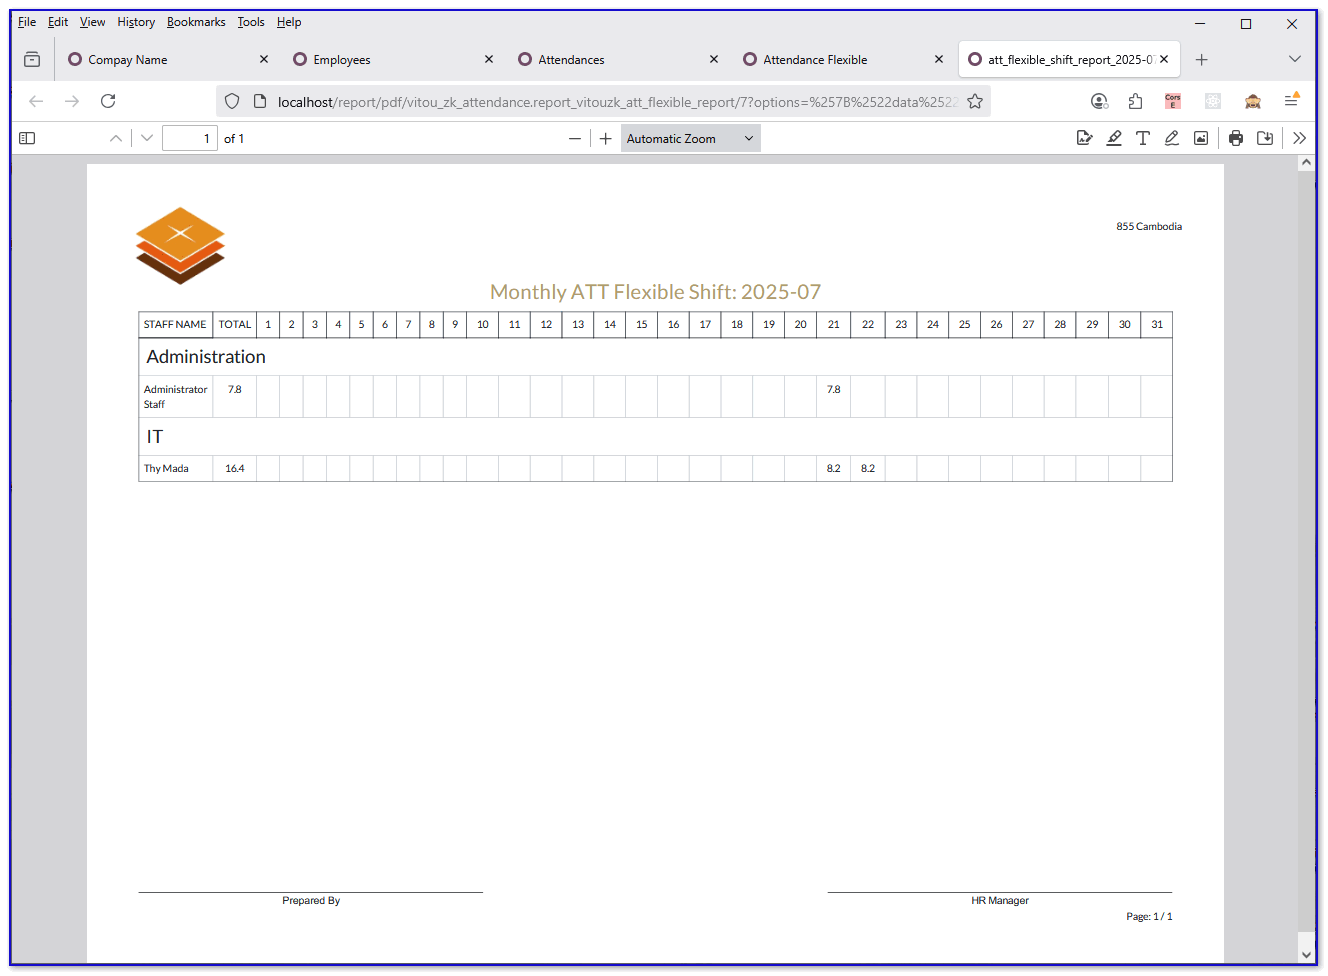 File Edit View History Bookmarks Tools Help
Compay Name Employees Attendances Attendance Flexible att_flexible_shift_report_2025-07
localhost/report/pdf/vitou_zk_attendance.report_vitouzk_att_flexible_report/7?options=%257B%2522data%2522
Cors E
1 of 1 Automatic Zoom
855 Cambodia
Monthly ATT Flexible Shift: 2025-07
STAFF NAME TOTAL 1 2 3 4 5 6 7 8 9 10 11 12 13 14 15 16 17 18 19 20 21 22 23 24 25 26 27 28 29 30 31
Administration
Administrator 7.8 7.8
Staff
IT
Thy Mada 16.4 8.2 8.2
Prepared By HR Manager
Page: 1 / 1